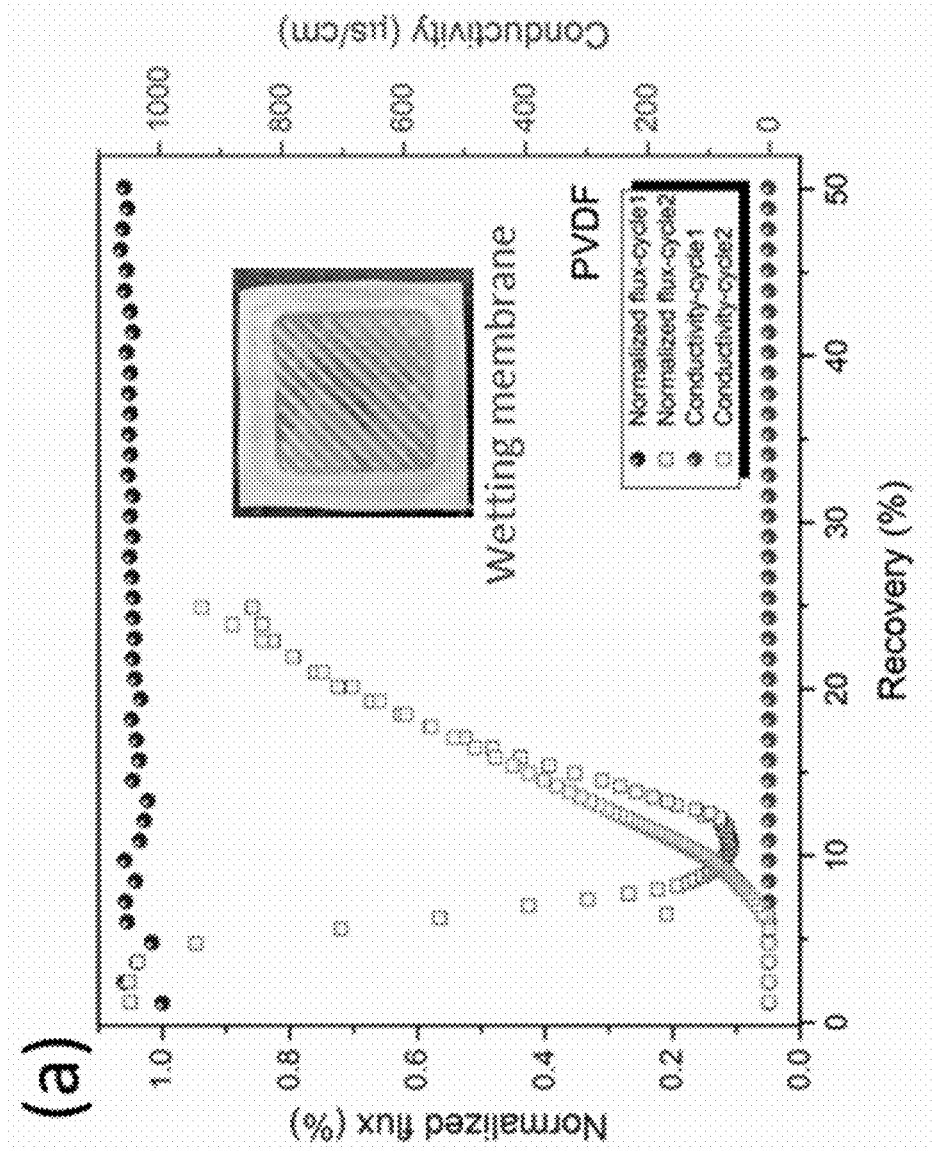 (a)
Normalized flux (%)
1.0
0.8
0.6
0.4
0.2
0.0
Conductivity (µs/cm)
1000
800
600
400
200
0
Wetting membrane
PVDF
Normalized flux-cycle1
Normalized flux-cycle2
Conductivity-cycle1
Conductivity-cycle2
0
10
20
30
40
50
Recovery (%)